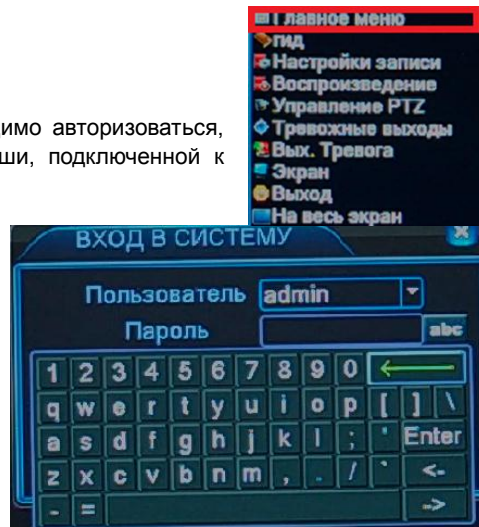 Главное меню
гид
Настройки записи
Воспроизведение
Управление PTZ
Тревожные выходы
Вых. Тревога
Экран
Выход
На весь экран
димо авторизоваться,
ши, подключенной к
ВХОД В СИСТЕМУ
Пользователь admin
Пароль abc
1 2 3 4 5 6 7 8 9 0
q w e r t y u i o p [ ] \
a s d f g h j k l ; ' Enter
z x c v b n m , . / ` <-
- = ->